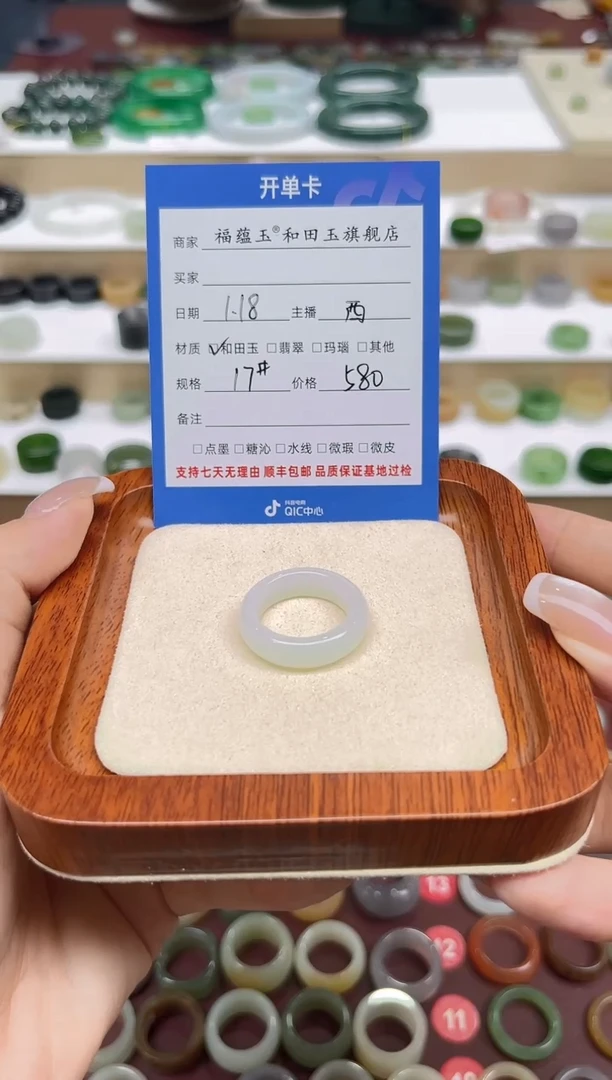 开单卡
商家 福蕴玉®和田玉旗舰店
买家
日期 1.18 主播 西
材质 ☑和田玉 □翡翠 □玛瑙 □其他
规格 17# 价格 580
备注
□点墨 □糖沁 □水线 □微瑕 □微皮
支持七天无理由 顺丰包邮 品质保证基地过检
抖音电商
QIC中心
13
12
11